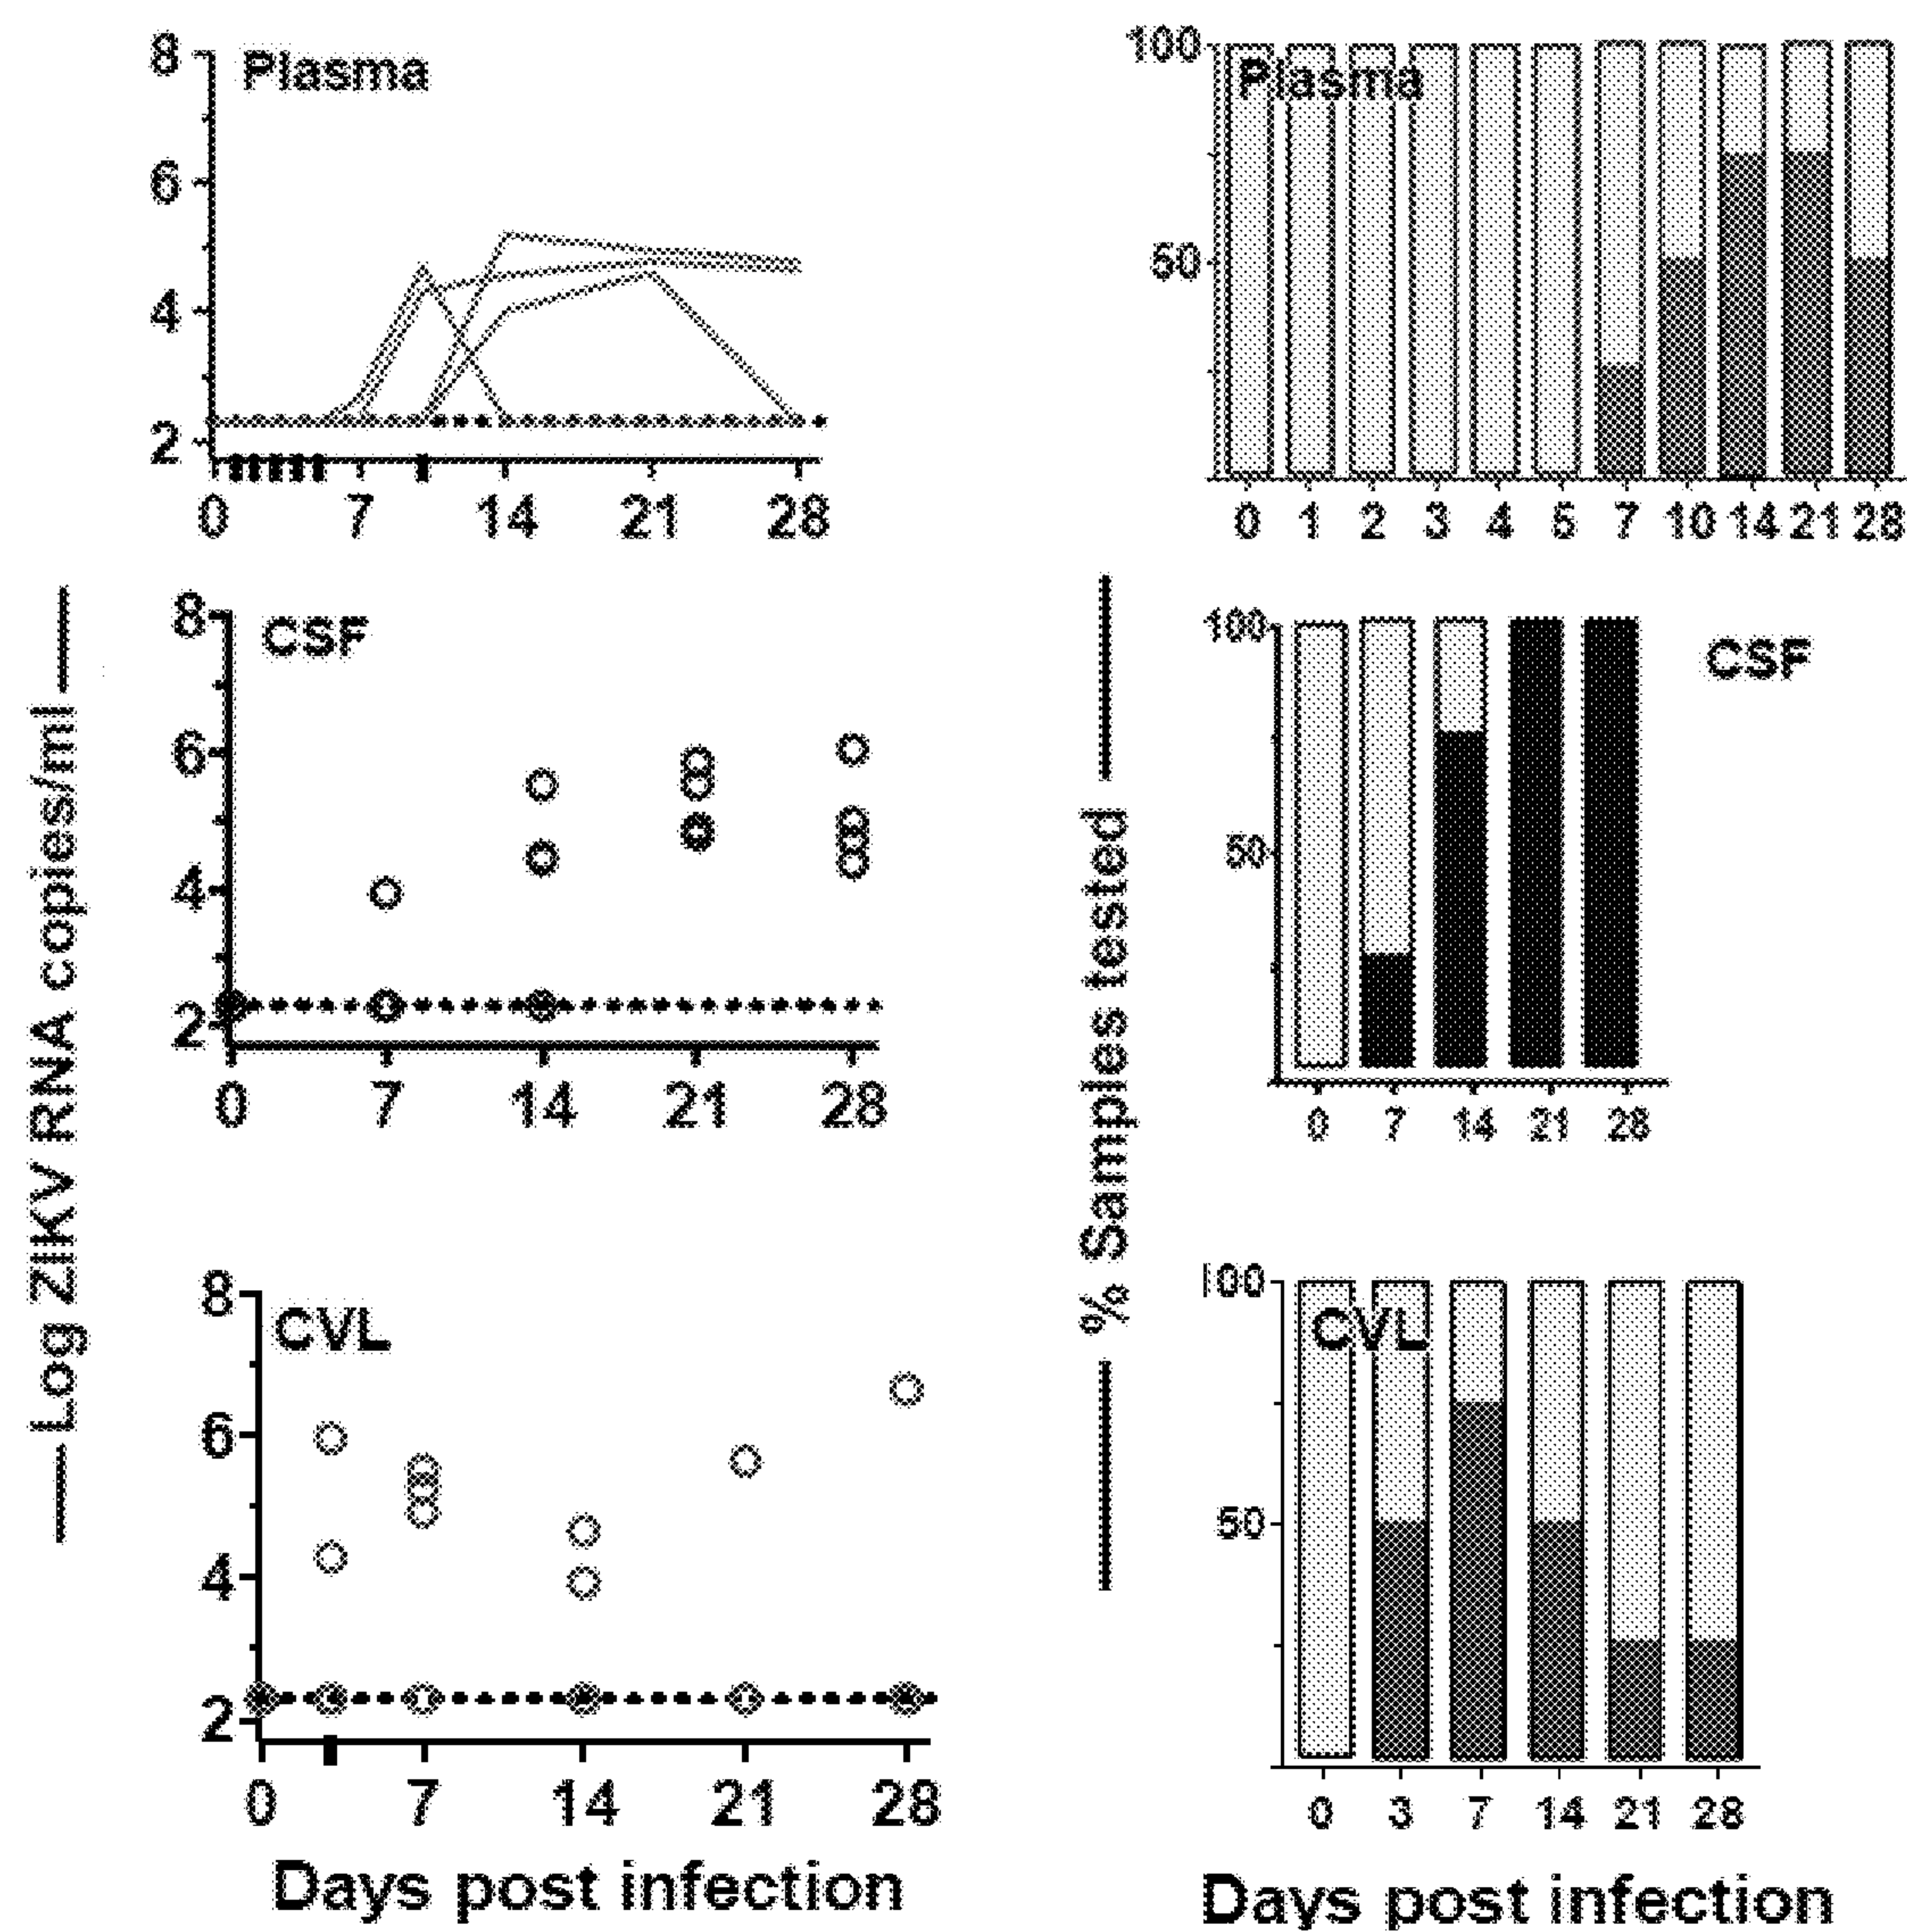 Log ZIKV RNA copies/ml
8
Plasma
6
4
2
0 7 14 21 28
8
CSF
6
4
2
0 7 14 21 28
8
CVL
6
4
2
0 7 14 21 28
Days post infection
% Samples tested
100
Plasma
50
0 1 2 3 4 5 7 10 14 21 28
100
CSF
50
0 7 14 21 28
100
CVL
50
0 3 7 14 21 28
Days post infection